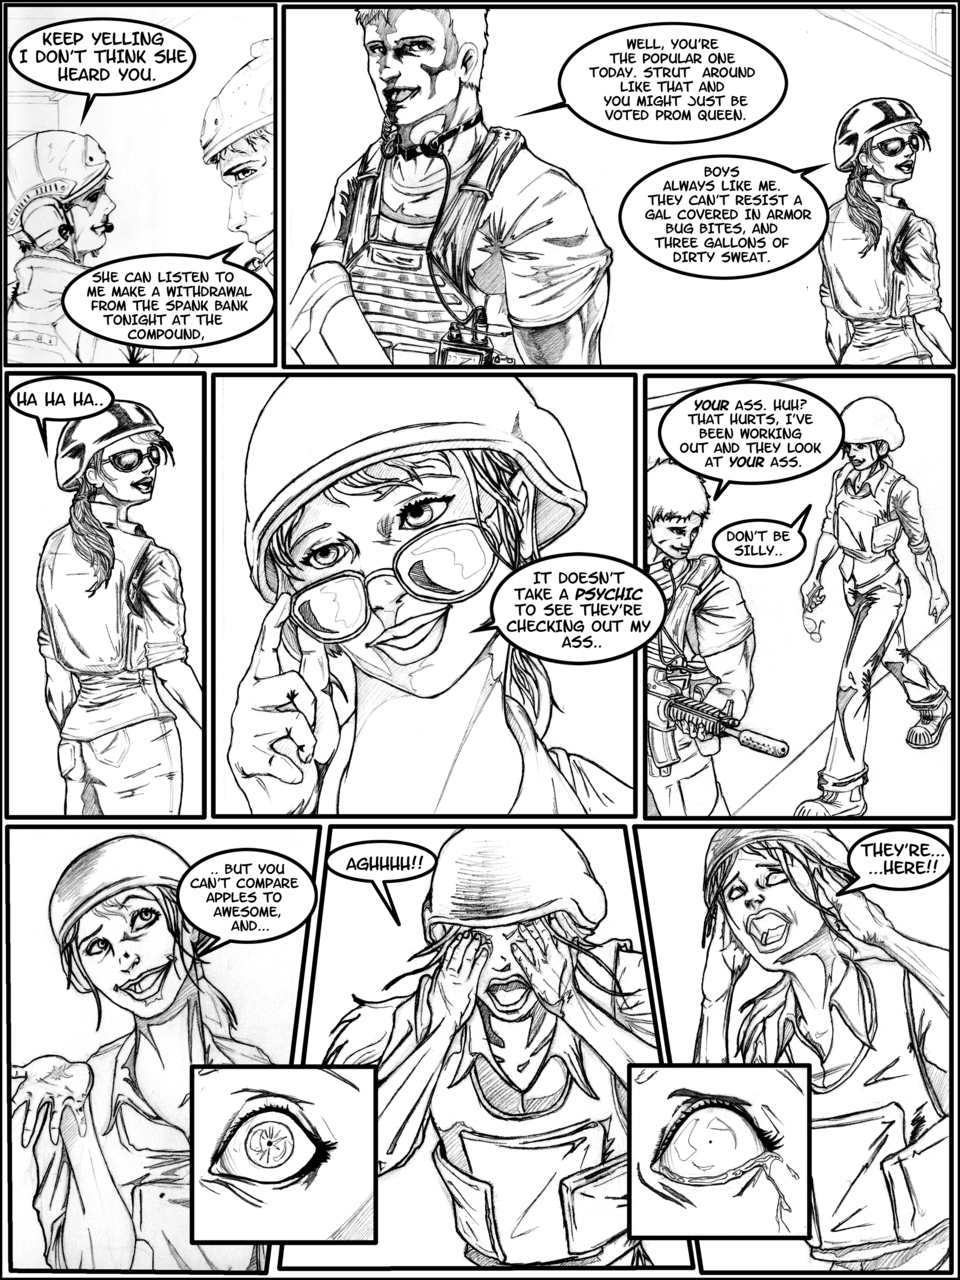 KEEP YELLING
I DON'T THINK SHE
HEARD YOU.
SHE CAN LISTEN TO
ME MAKE A WITHDRAWAL
FROM THE SPANK BANK
TONIGHT AT THE
COMPOUND,
WELL, YOU'RE
THE POPULAR ONE
TODAY. STRUT AROUND
LIKE THAT AND
YOU MIGHT JUST BE
VOTED PROM QUEEN.
BOYS
ALWAYS LIKE ME.
THEY CAN'T RESIST A
GAL COVERED IN ARMOR
BUG BITES, AND
THREE GALLONS OF
DIRTY SWEAT.
HA HA HA..
IT DOESN'T
TAKE A PSYCHIC
TO SEE THEY'RE
CHECKING OUT MY
ASS..
YOUR ASS. HUH?
THAT HURTS, I'VE
BEEN WORKING
OUT AND THEY LOOK
AT YOUR ASS.
DON'T BE
SILLY..
.. BUT YOU
CAN'T COMPARE
APPLES TO
AWESOME,
AND...
AGHHHH!!
THEY'RE...
...HERE!!